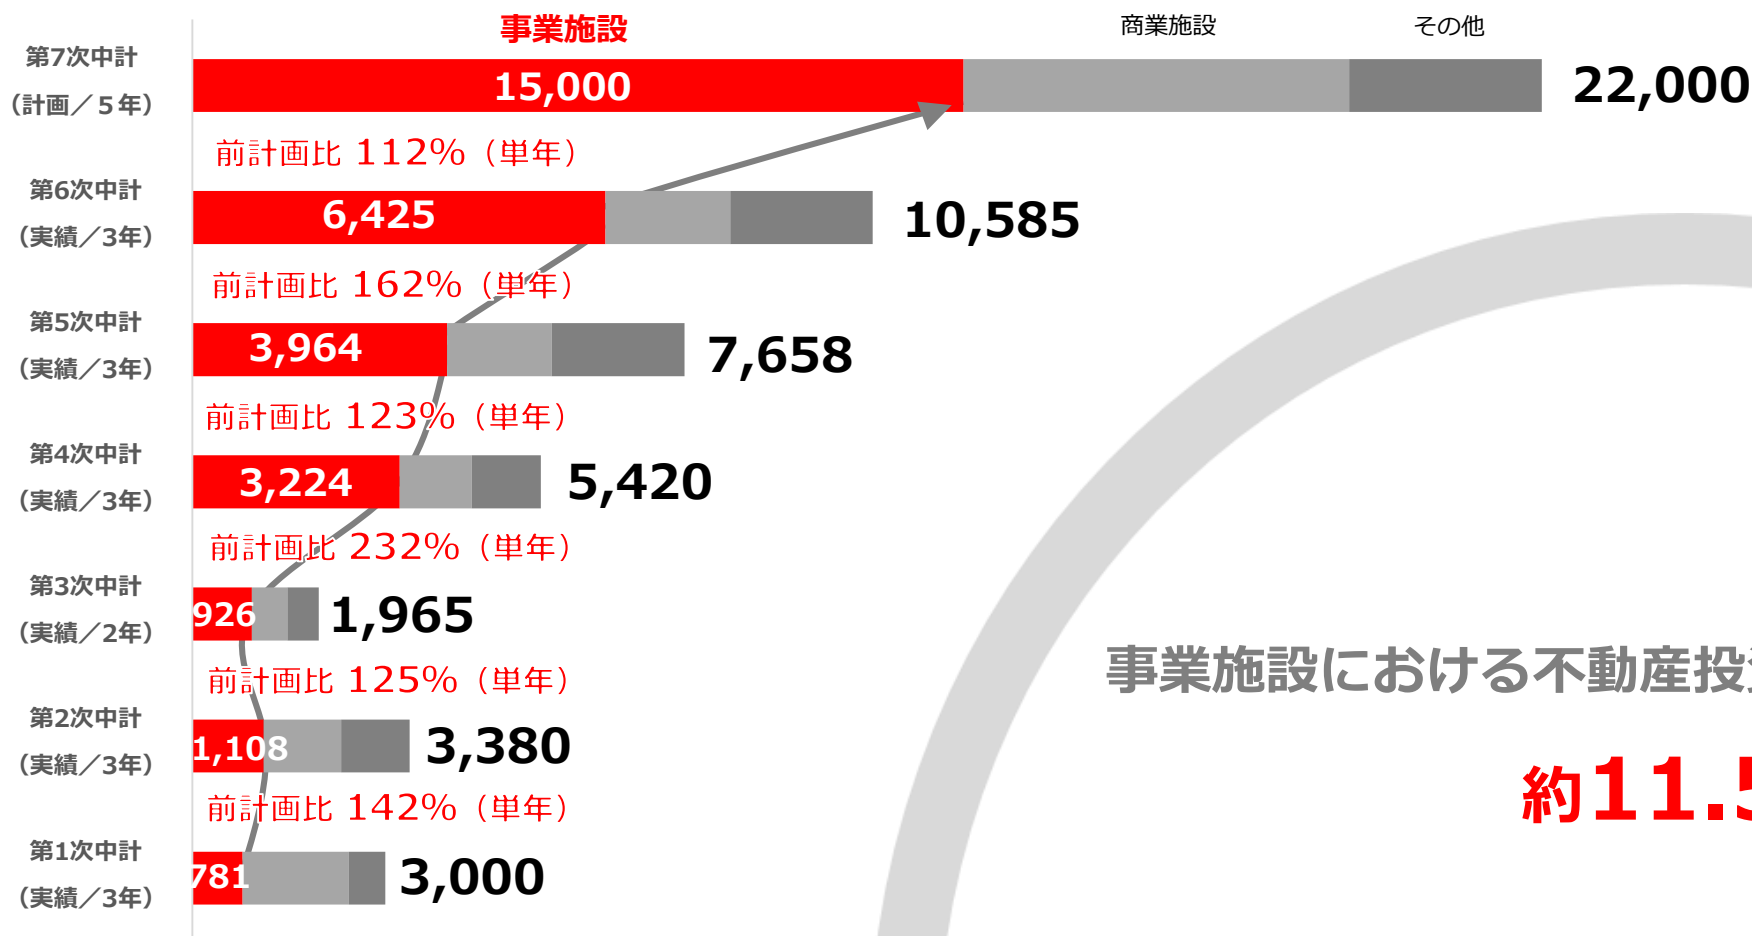 事業施設 商業施設 その他
第7次中計
（計画／５年）
15,000
22,000
前計画比 112%（単年）
第6次中計
（実績／3年）
6,425
10,585
前計画比 162%（単年）
第5次中計
（実績／3年）
3,964
7,658
前計画比 123%（単年）
第4次中計
（実績／3年）
3,224
5,420
前計画比 232%（単年）
第3次中計
（実績／2年）
926
1,965
前計画比 125%（単年）
第2次中計
（実績／3年）
1,108
3,380
前計画比 142%（単年）
第1次中計
（実績／3年）
781
3,000
事業施設における不動産投
約11.5